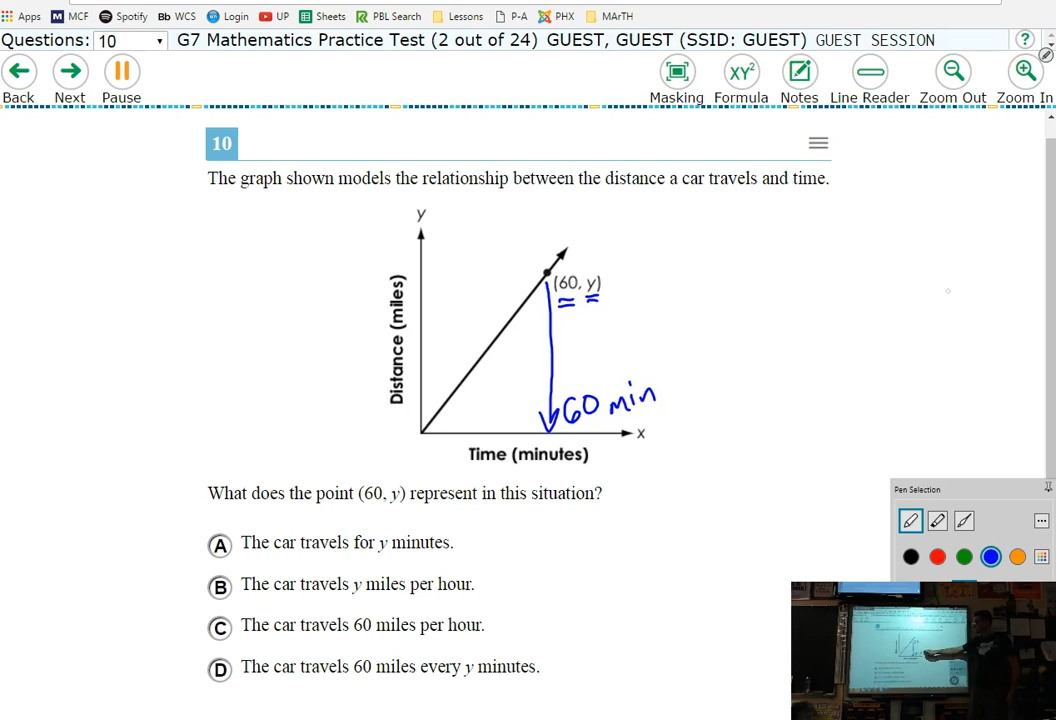 Apps MCF Spotify Bb WCS Login UP Sheets PBL Search Lessons P-A PHX MArTH
Questions: 10 G7 Mathematics Practice Test (2 out of 24) GUEST, GUEST (SSID: GUEST) GUEST SESSION
Back Next Pause Masking Formula Notes Line Reader Zoom Out Zoom In
10
The graph shown models the relationship between the distance a car travels and time.
y
(60, y)
Distance (miles)
60 min
x
Time (minutes)
What does the point (60, y) represent in this situation?
A The car travels for y minutes.
B The car travels y miles per hour.
C The car travels 60 miles per hour.
D The car travels 60 miles every y minutes.
Pen Selection